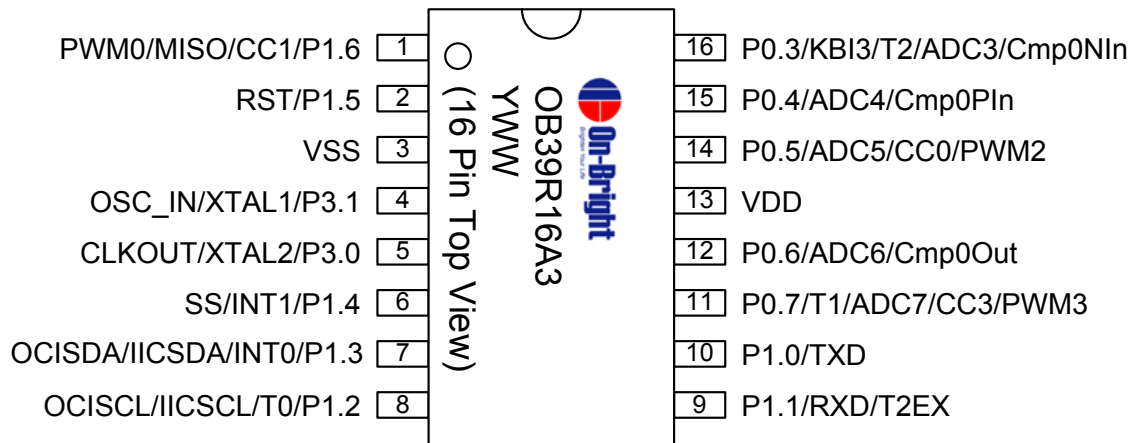 PWM0/MISO/CC1/P1.6 1
RST/P1.5 2
VSS 3
OSC_IN/XTAL1/P3.1 4
CLKOUT/XTAL2/P3.0 5
SS/INT1/P1.4 6
OCISDA/IICSDA/INT0/P1.3 7
OCISCL/IICSCL/T0/P1.2 8
On-Bright
Brighten Your Life
OB39R16A3
YWW
(16 Pin Top View)
16 P0.3/KBI3/T2/ADC3/Cmp0NIn
15 P0.4/ADC4/Cmp0PIn
14 P0.5/ADC5/CC0/PWM2
13 VDD
12 P0.6/ADC6/Cmp0Out
11 P0.7/T1/ADC7/CC3/PWM3
10 P1.0/TXD
9 P1.1/RXD/T2EX